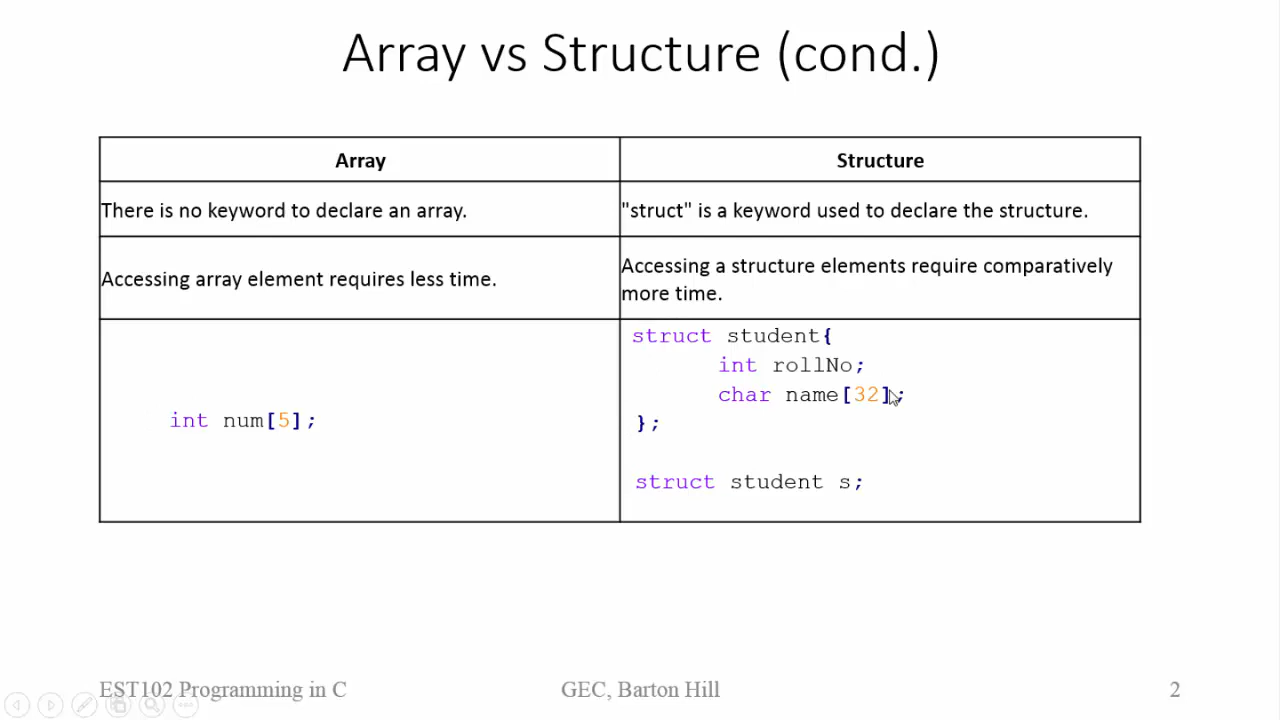 Array vs Structure (cond.)
Array
Structure
There is no keyword to declare an array.
"struct" is a keyword used to declare the structure.
Accessing array element requires less time.
Accessing a structure elements require comparatively
more time.
int num[5];
struct student{
int rollNo;
char name[32];
};
struct student s;
EST102 Programming in C
GEC, Barton Hill
2